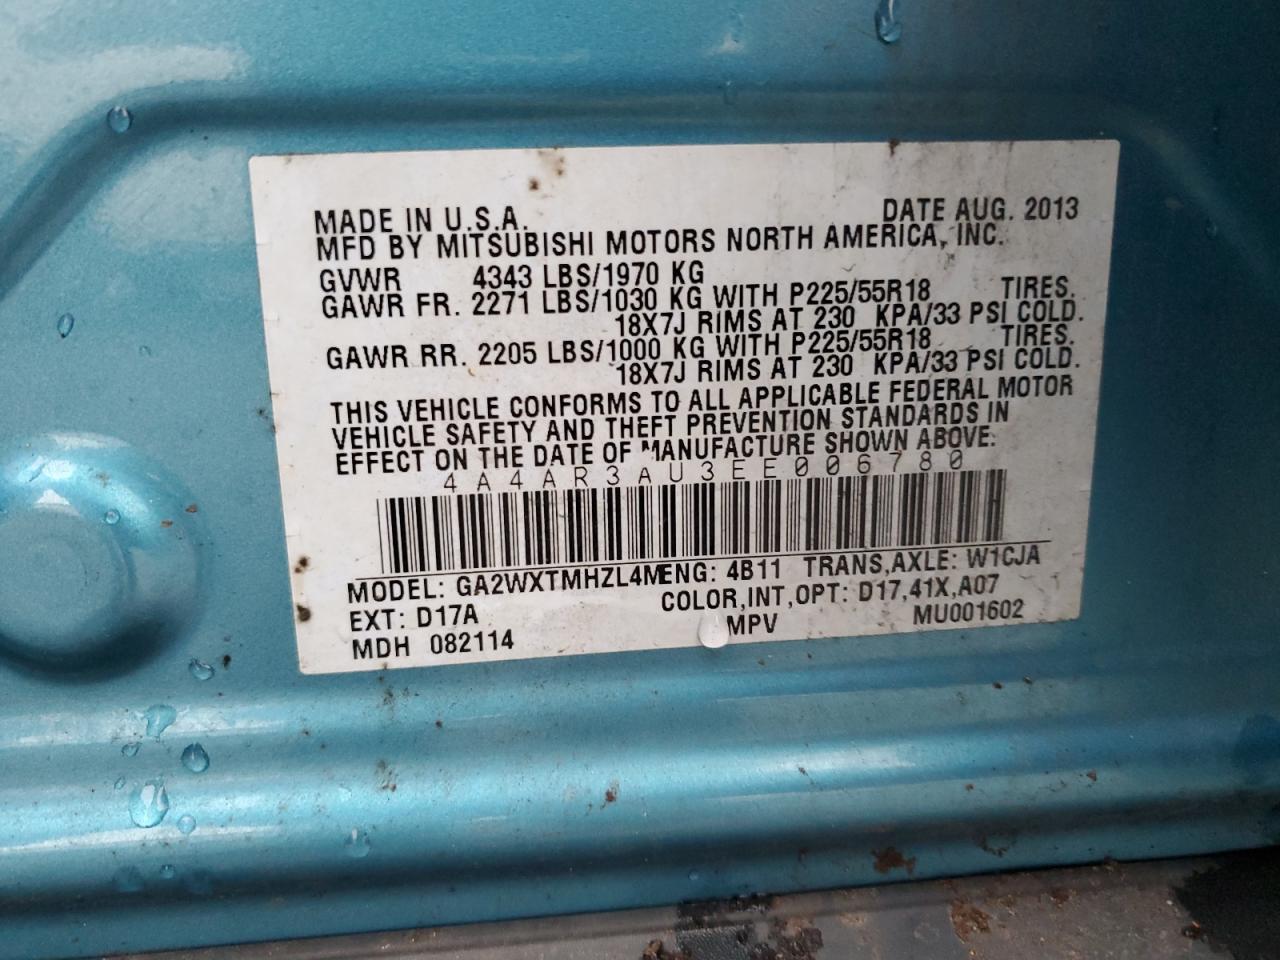 MADE IN U.S.A. DATE AUG. 2013
MFD BY MITSUBISHI MOTORS NORTH AMERICA, INC.
GVWR 4343 LBS/1970 KG
GAWR FR. 2271 LBS/1030 KG WITH P225/55R18 TIRES,
18X7J RIMS AT 230 KPA/33 PSI COLD.
GAWR RR. 2205 LBS/1000 KG WITH P225/55R18 TIRES,
18X7J RIMS AT 230 KPA/33 PSI COLD.
THIS VEHICLE CONFORMS TO ALL APPLICABLE FEDERAL MOTOR
VEHICLE SAFETY AND THEFT PREVENTION STANDARDS IN
EFFECT ON THE DATE OF MANUFACTURE SHOWN ABOVE.
4A4AR3AU3EE006780
MODEL: GA2WXTMHZL4M ENG: 4B11 TRANS,AXLE: W1CJA
EXT: D17A COLOR,INT,OPT: D17,41X,A07
MDH 082114 MPV MU001602